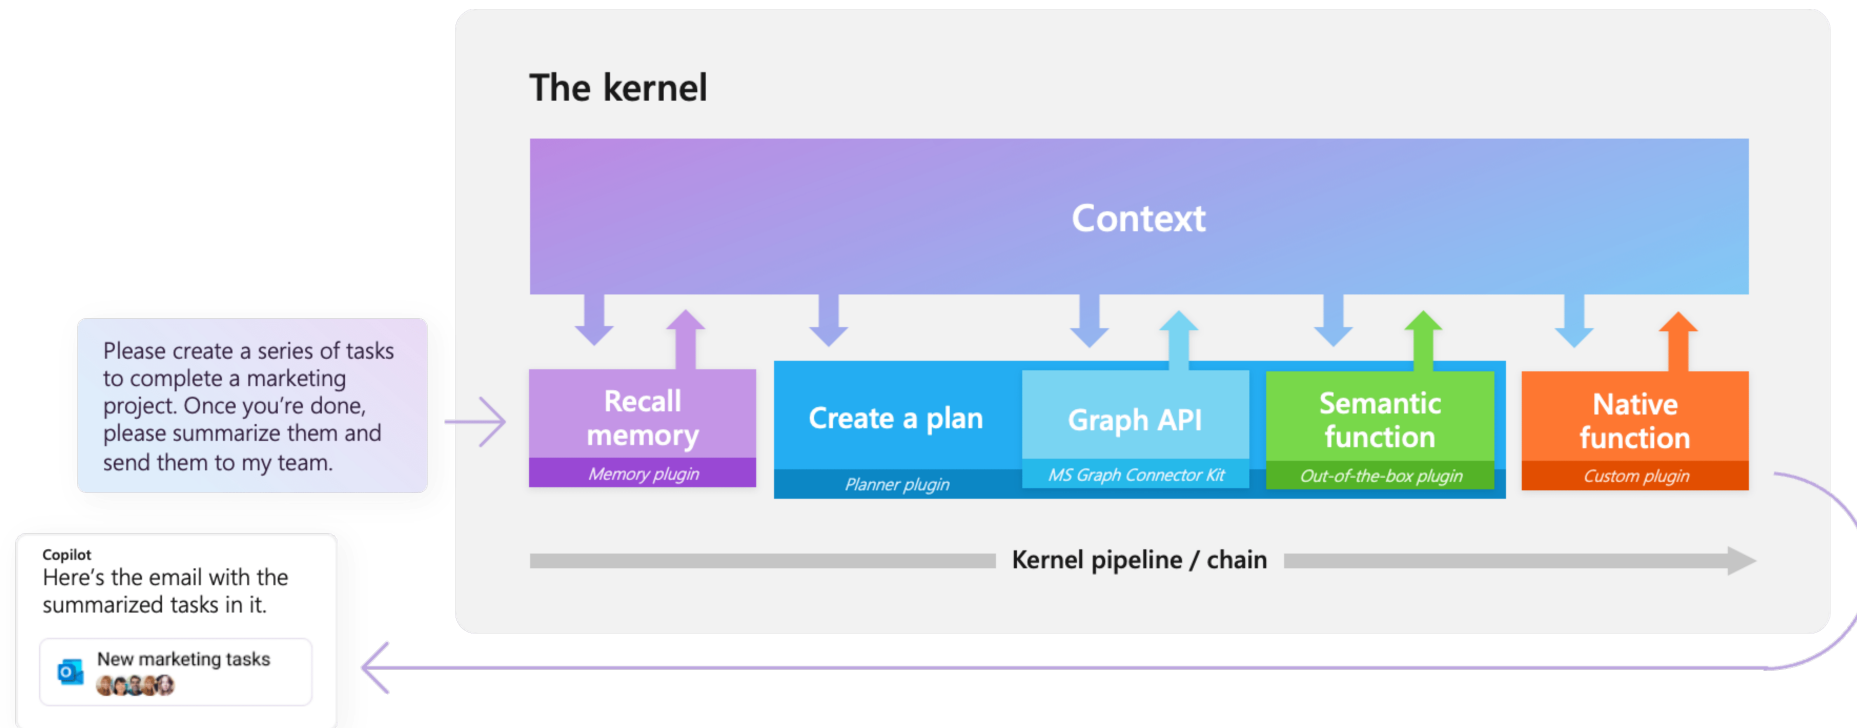 The kernel
Context
Please create a series of tasks
to complete a marketing
project. Once you’re done,
please summarize them and
send them to my team.
Recall
memory
Memory plugin
Create a plan
Planner plugin
Graph API
MS Graph Connector Kit
Semantic
function
Out-of-the-box plugin
Native
function
Custom plugin
Kernel pipeline / chain
Copilot
Here’s the email with the
summarized tasks in it.
New marketing tasks